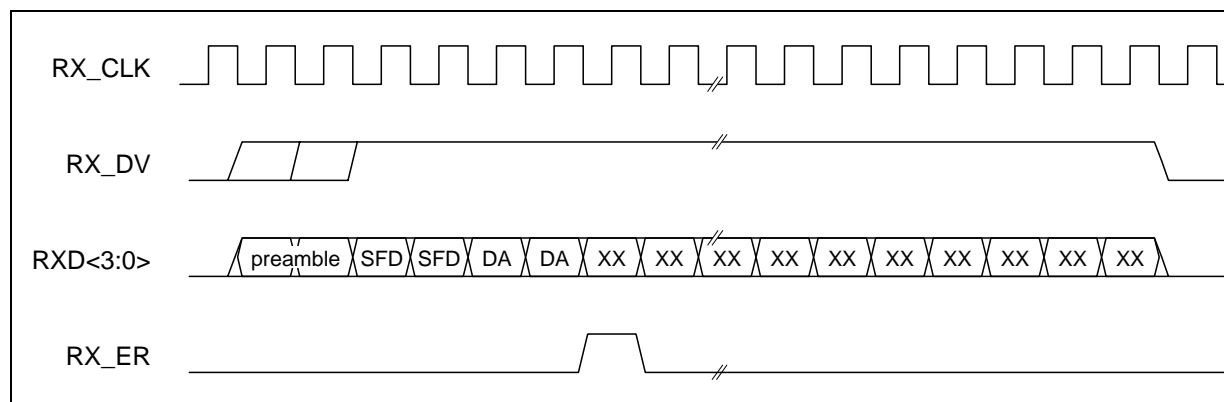 RX_CLK
RX_DV
RXD<3:0> preamble SFD SFD DA DA XX XX XX XX XX XX XX XX XX XX
RX_ER